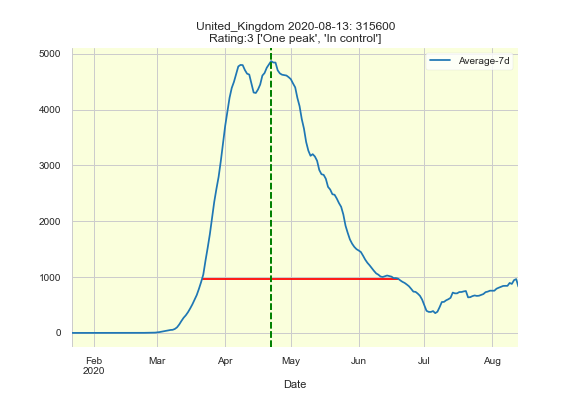 United_Kingdom 2020-08-13: 315600
Rating:3 ['One peak', 'In control']
Average-7d
5000
4000
3000
2000
1000
0
Feb
2020
Mar
Apr
May
Jun
Jul
Aug
Date